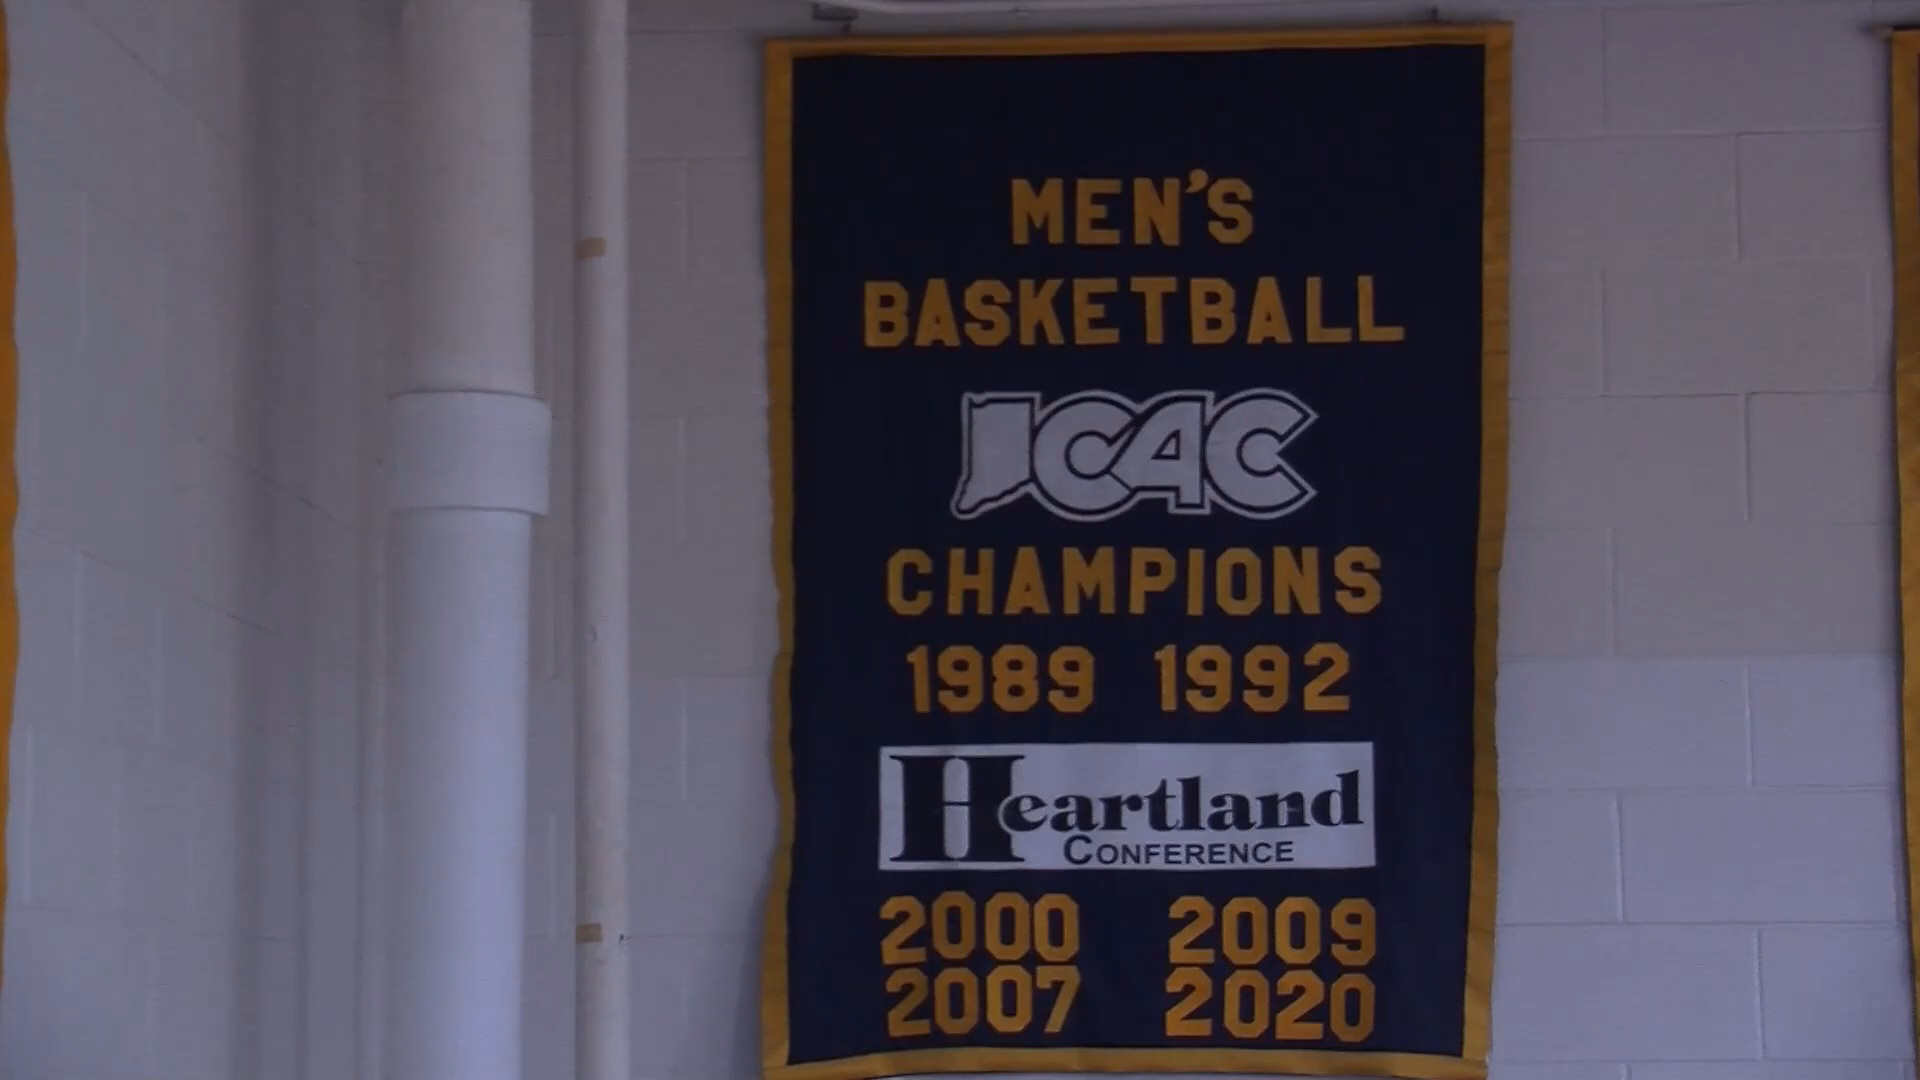 MEN'S
BASKETBALL
ICAC
CHAMPIONS
1989 1992
Heartland
CONFERENCE
2000 2009
2007 2020